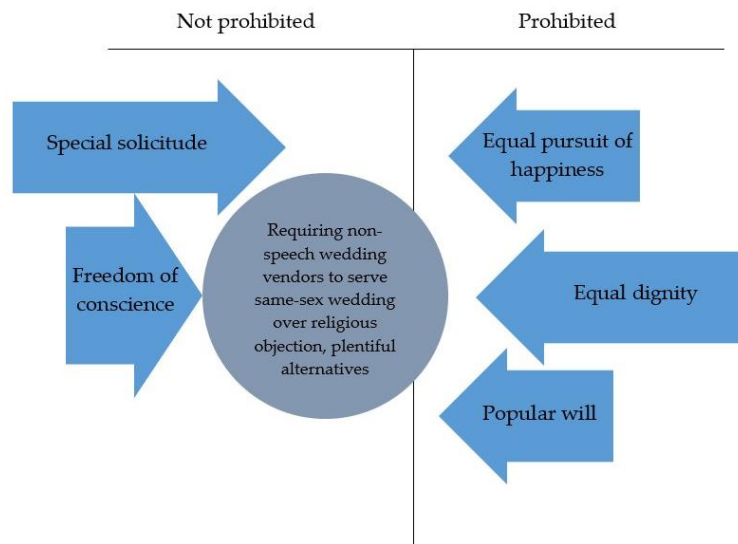 Not prohibited
Prohibited
Special solicitude
Equal pursuit of
happiness
Freedom of
conscience
Requiring non-
speech wedding
vendors to serve
same-sex wedding
over religious
objection, plentiful
alternatives
Equal dignity
Popular will